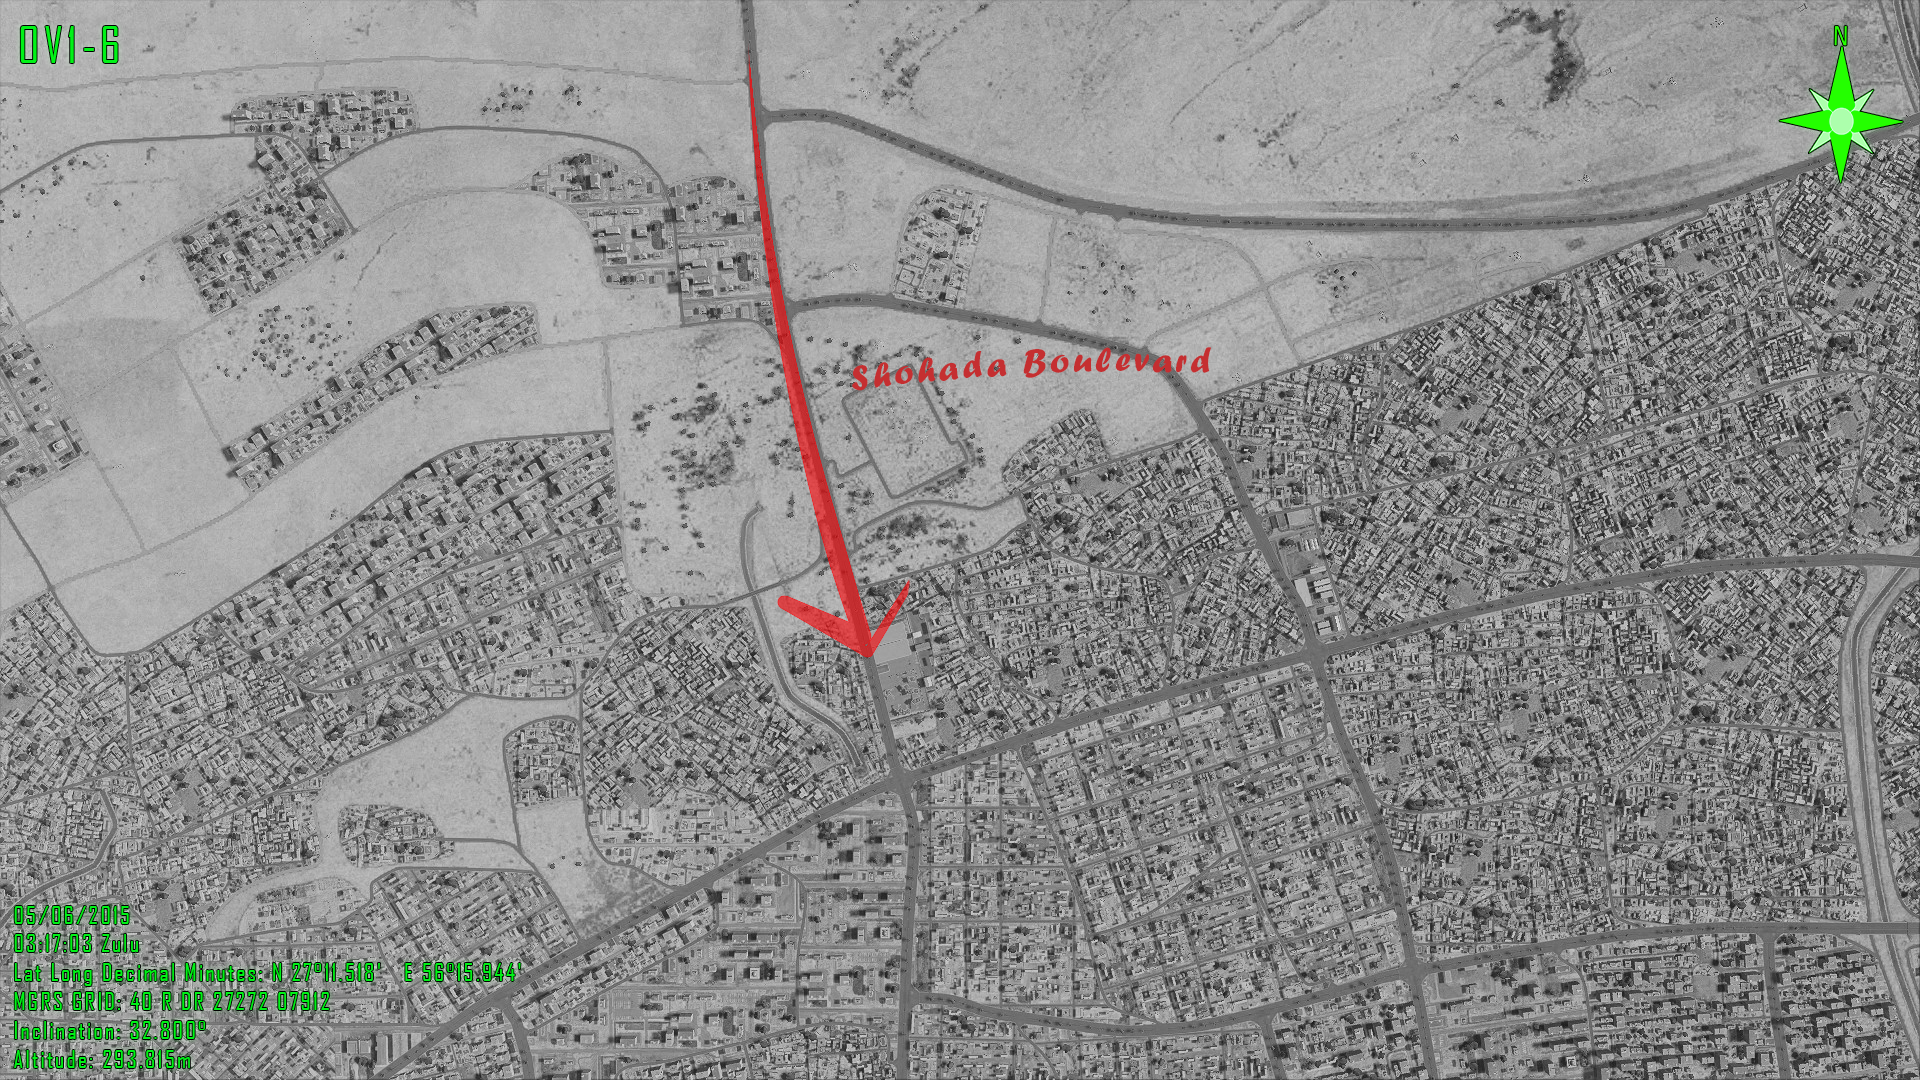 OV1-6
N
Shohada Boulevard
05/06/2015
03:17:03 Zulu
Lat Long Decimal Minutes: N 27°11.518' E 56°15.944'
MGRS GRID: 40 R DR 27272 07912
Inclination: 32.800°
Altitude: 293.815m